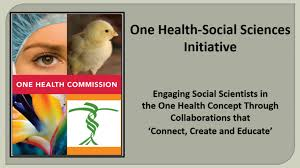 One Health-Social Sciences
Initiative
ONE HEALTH COMMISSION
Engaging Social Scientists in
the One Health Concept Through
Collaborations that
‘Connect, Create and Educate’